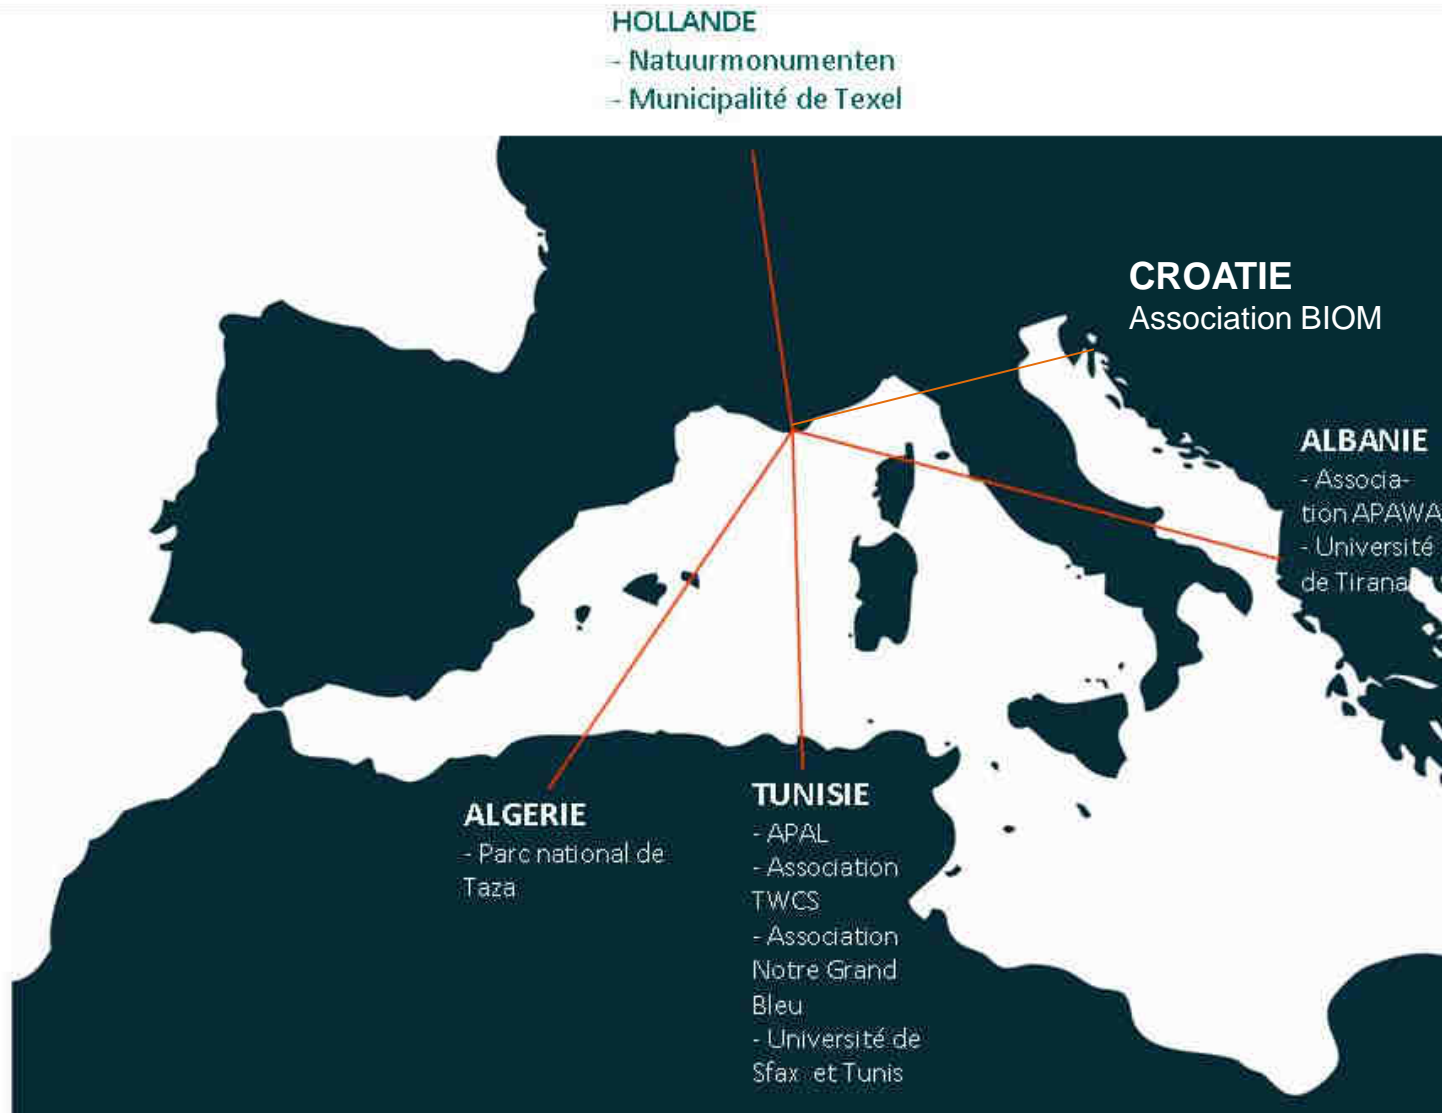 HOLLANDE
- Natuurmonumenten
- Municipalité de Texel
CROATIE
Association BIOM
ALBANIE
- Associa-
tion APAWA
- Université
de Tirana
ALGERIE
- Parc national de
Taza
TUNISIE
- APAL
- Association
TWCS
- Association
Notre Grand
Bleu
- Université de
Sfax et Tunis